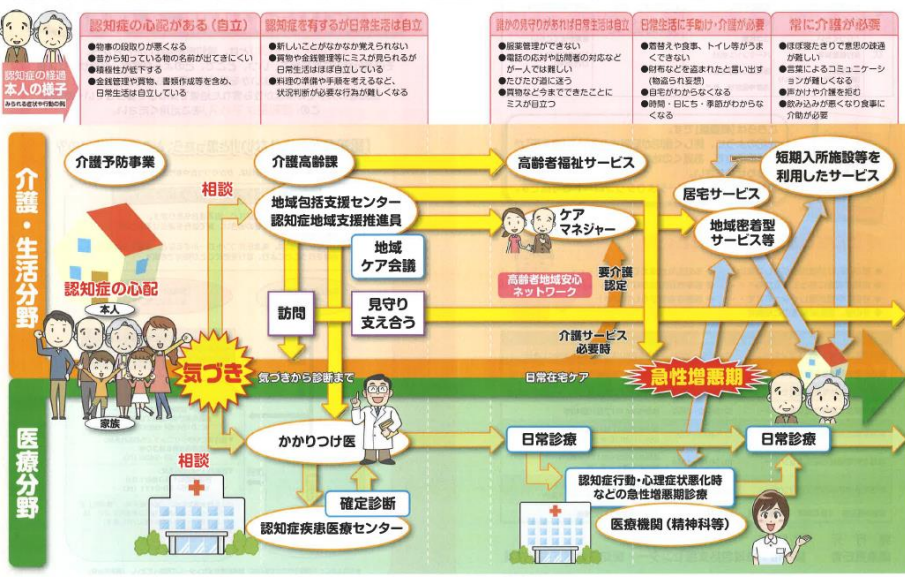 認知症の経過
本人の様子
みられる症状や行動の例
認知症の心配がある（自立）
●物事の段取りが悪くなる
●昔から知っている物の名前が出てきにくい
●積極性が低下する
●金銭管理や買物、書類作成等を含め、
日常生活は自立している
認知症を有するが日常生活は自立
●新しいことがなかなか覚えられない
●買物や金銭管理等にミスが見られるが
日常生活はほぼ自立している
●料理の準備や手順を考えるなど、
状況判断が必要な行為が難しくなる
誰かの見守りがあれば日常生活は自立
●服薬管理ができない
●電話の応対や訪問者の対応など
が一人では難しい
●たびたび道に迷う
●買物など今までできたことに
ミスが目立つ
日常生活に手助け・介護が必要
●着替えや食事、トイレ等がうま
くできない
●財布などを盗まれたと言い出す
（物盗られ妄想）
●自宅がわからなくなる
●時間・日にち・季節がわからな
くなる
常に介護が必要
●ほぼ寝たきりで意思の疎通
が難しい
●言葉によるコミュニケーシ
ョンが難しくなる
●声かけや介護を拒む
●飲み込みが悪くなり食事に
介助が必要
介護・生活分野
介護予防事業
相談
介護高齢課
地域包括支援センター
認知症地域支援推進員
地域
ケア会議
訪問
見守り
支え合う
高齢者福祉サービス
ケア
マネジャー
高齢者地域安心
ネットワーク
要介護
認定
介護サービス
必要時
居宅サービス
地域密着型
サービス等
短期入所施設等を
利用したサービス
認知症の心配
本人
家族
気づき
気づきから診断まで
日常在宅ケア
急性増悪期
医療分野
相談
かかりつけ医
確定診断
認知症疾患医療センター
日常診療
認知症行動・心理症状悪化時
などの急性増悪期診療
医療機関（精神科等）
日常診療